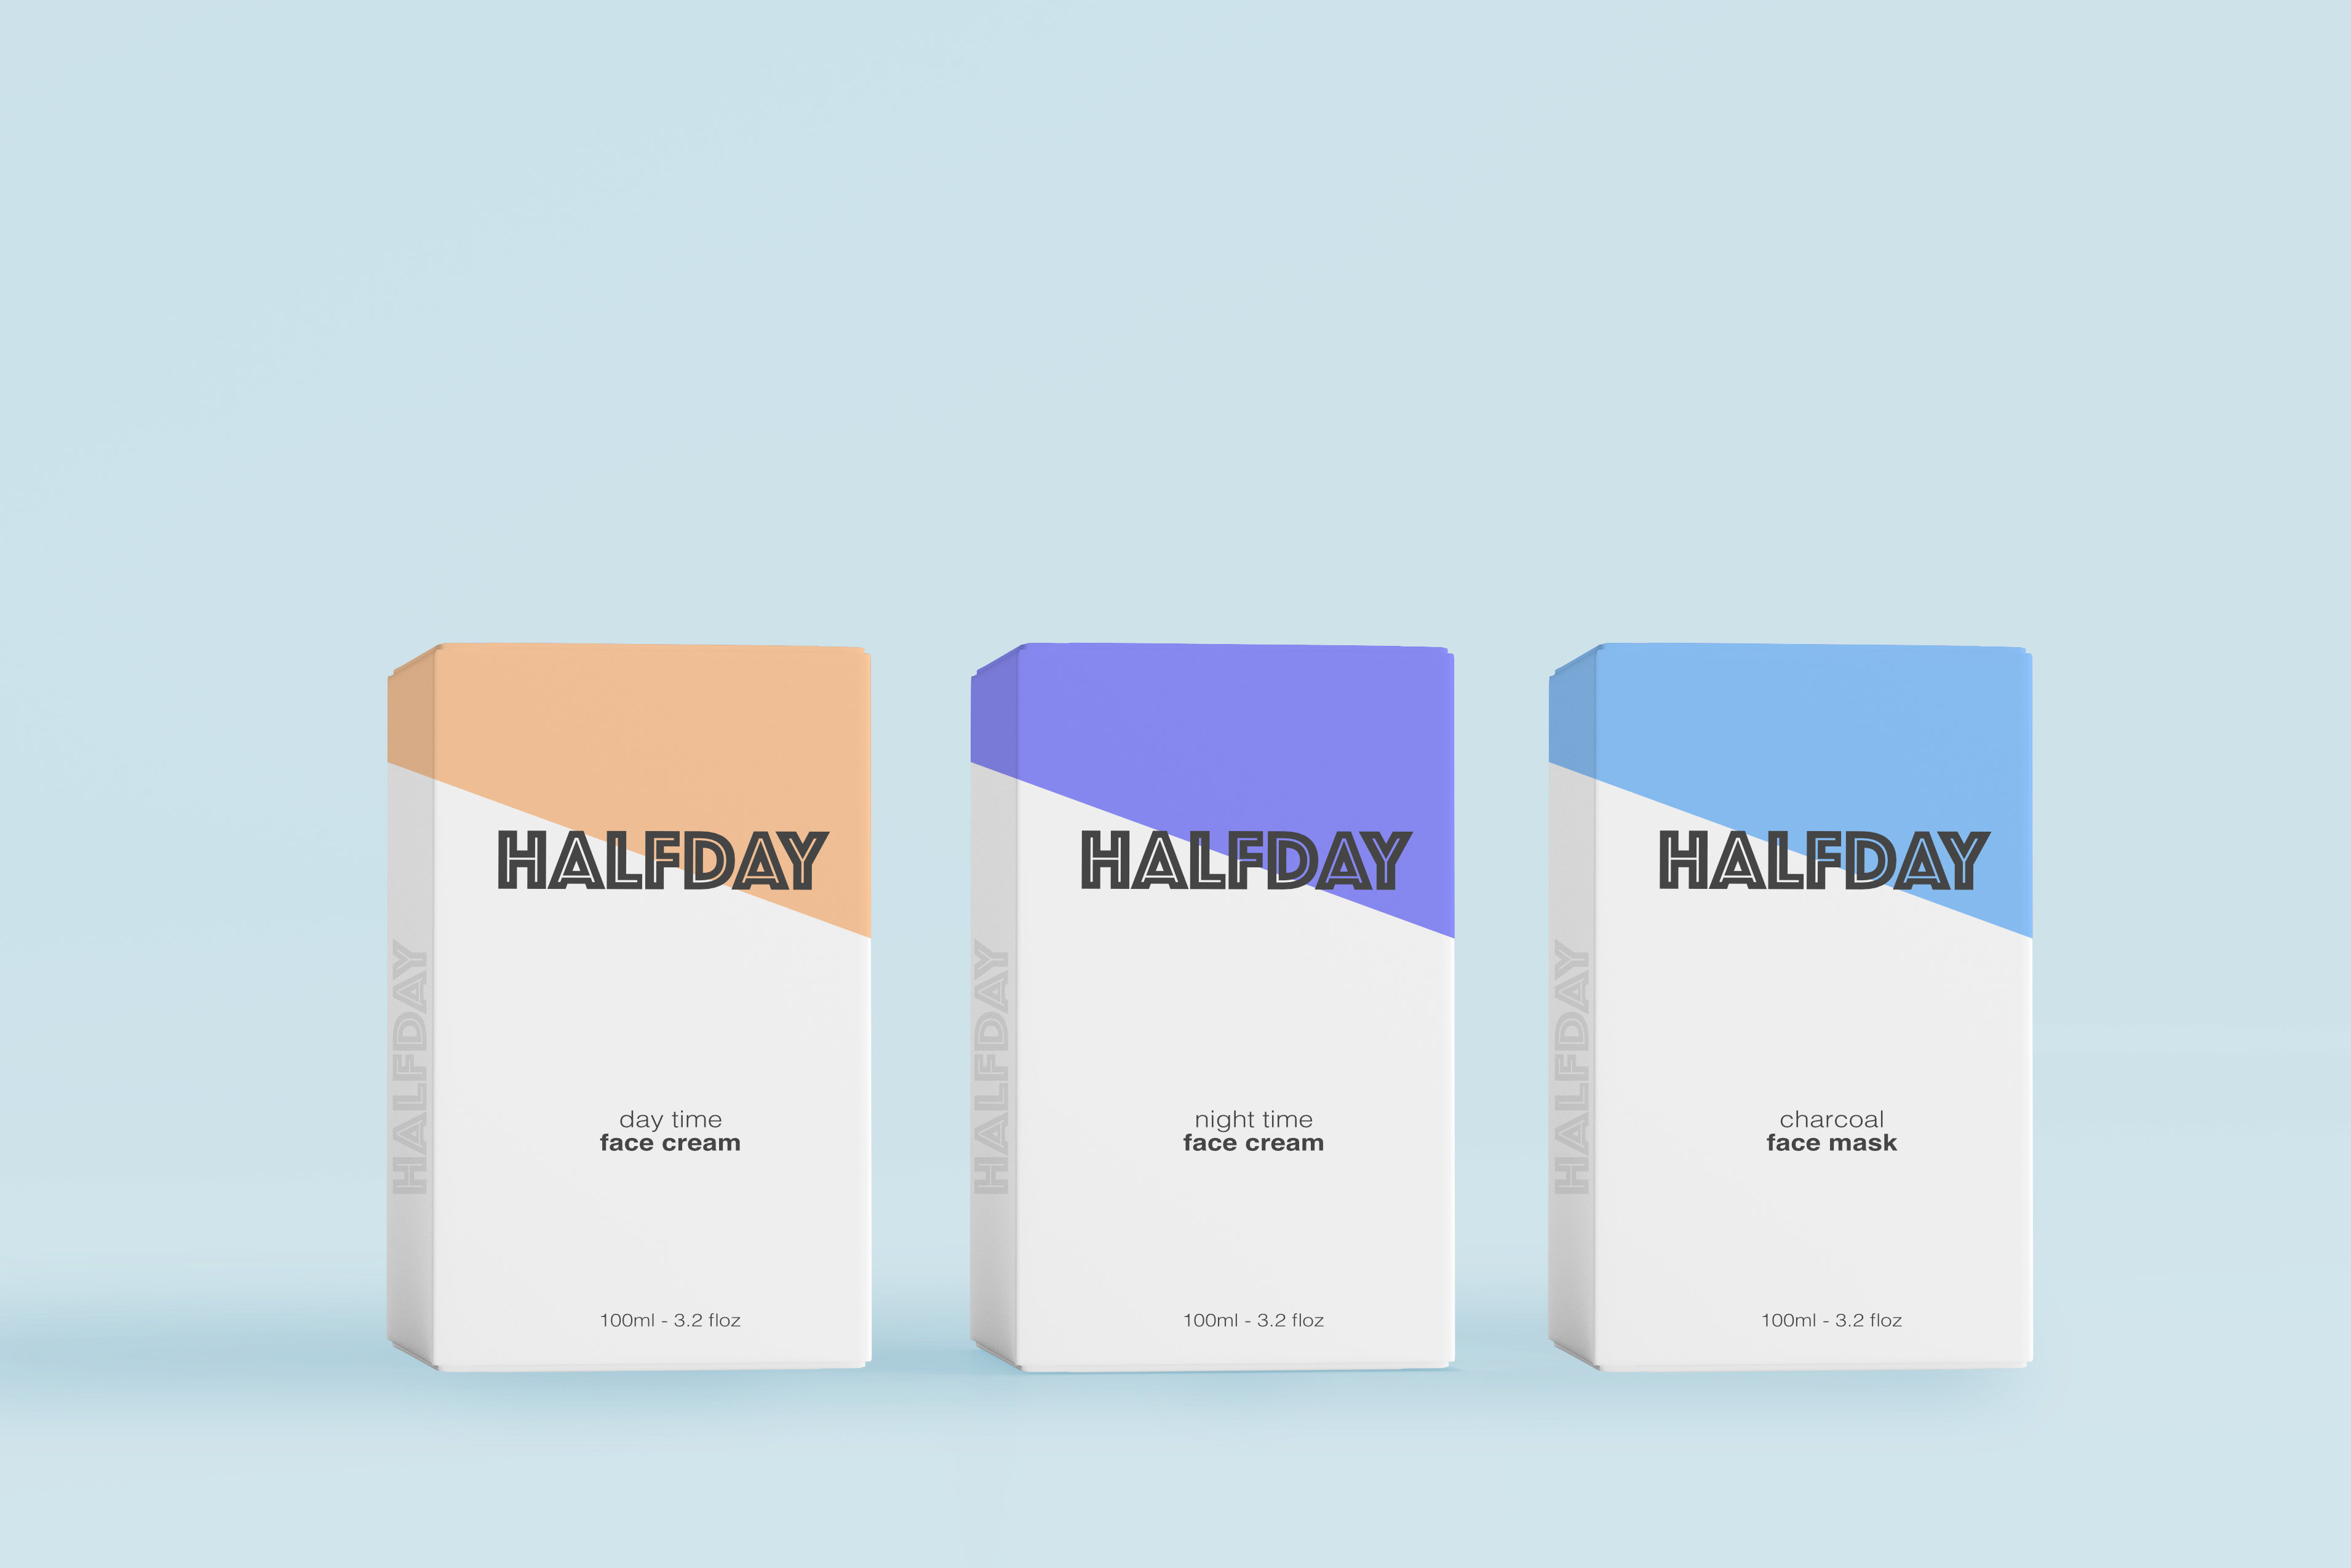 HALFDAY
HALFDAY
day time
face cream
100ml - 3.2 floz
HALFDAY
HALFDAY
night time
face cream
100ml - 3.2 floz
HALFDAY
HALFDAY
charcoal
face mask
100ml - 3.2 floz